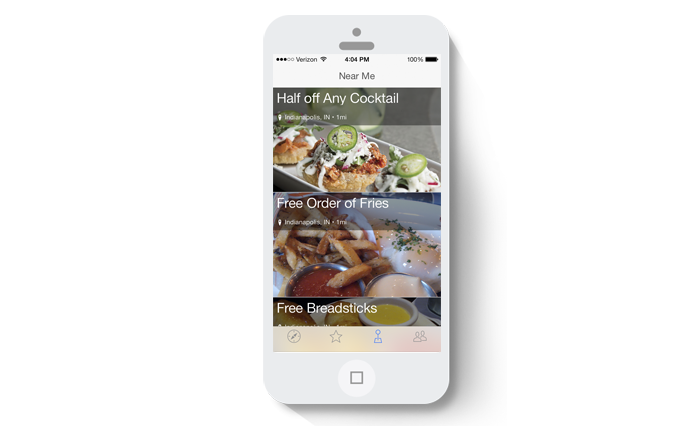 Verizon 4:04 PM 100%
Near Me
Half off Any Cocktail
Indianapolis, IN • 1mi
Free Order of Fries
Indianapolis, IN • 1mi
Free Breadsticks